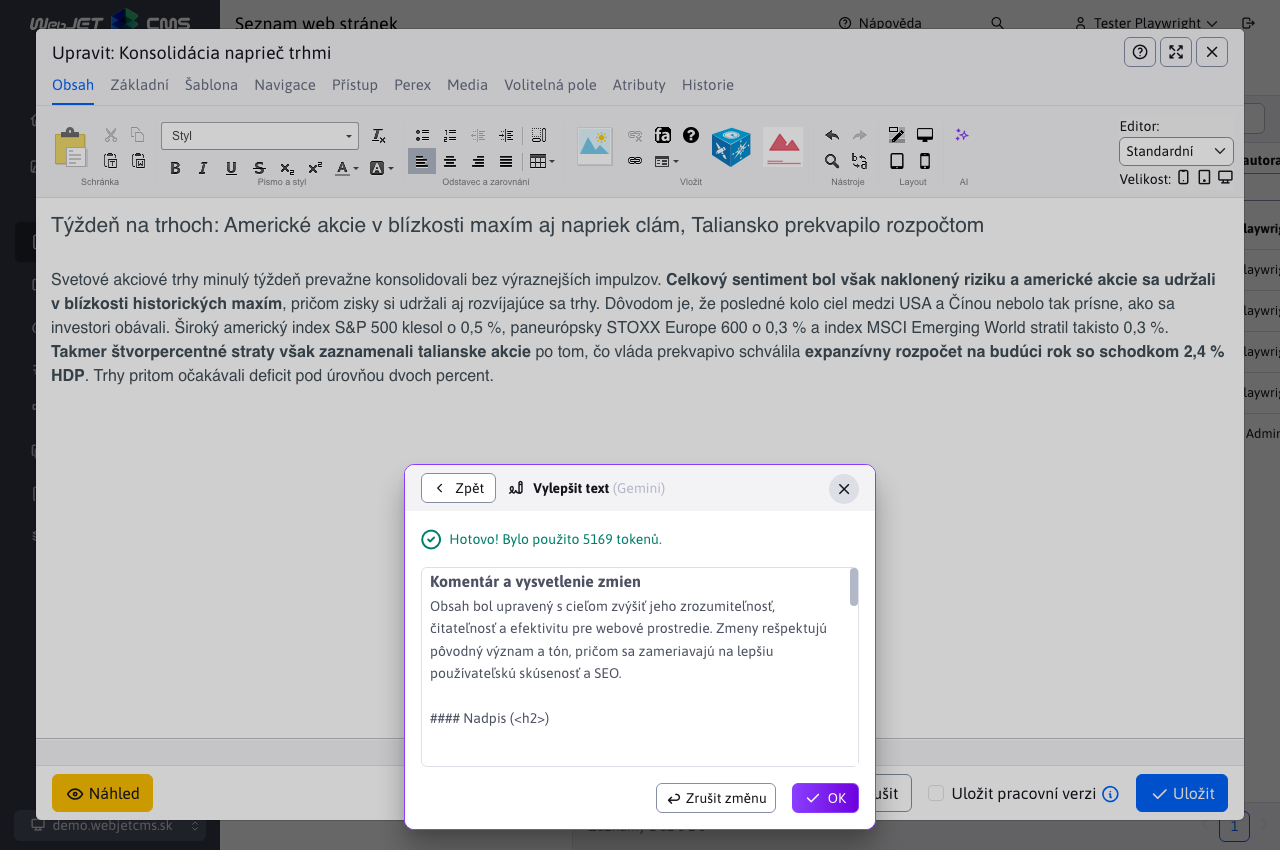 WebJET CMS
Seznam web stránek
Nápověda
Tester Playwright
Upravit: Konsolidácia naprieč trhmi
Obsah Základní Šablona Navigace Přístup Perex Media Volitelná pole Atributy Historie
Styl
Schránka
Písmo a styl
Odstavec a zarovnání
Vložit
Nástroje
Layout
AI
Editor:
Standardní
Velikost:
autora
Týždeň na trhoch: Americké akcie v blízkosti maxím aj napriek clám, Taliansko prekvapilo rozpočtom
Svetové akciové trhy minulý týždeň prevažne konsolidovali bez výraznejších impulzov. Celkový sentiment bol však naklonený riziku a americké akcie sa udržali
v blízkosti historických maxím, pričom zisky si udržali aj rozvíjajúce sa trhy. Dôvodom je, že posledné kolo ciel medzi USA a Čínou nebolo tak prísne, ako sa
investori obávali. Široký americký index S&P 500 klesol o 0,5 %, paneurópsky STOXX Europe 600 o 0,3 % a index MSCI Emerging World stratil takisto 0,3 %.
Takmer štvorpercentné straty však zaznamenali talianske akcie po tom, čo vláda prekvapivo schválila expanzívny rozpočet na budúci rok so schodkom 2,4 %
HDP. Trhy pritom očakávali deficit pod úrovňou dvoch percent.
Admin
Zpět
Vylepšit text (Gemini)
Hotovo! Bylo použito 5169 tokenů.
Komentár a vysvetlenie zmien
Obsah bol upravený s cieľom zvýšiť jeho zrozumiteľnosť,
čitateľnosť a efektivitu pre webové prostredie. Zmeny rešpektujú
pôvodný význam a tón, pričom sa zameriavajú na lepšiu
používateľskú skúsenosť a SEO.
#### Nadpis (<h2>)
Zrušit změnu
OK
Náhled
Uložit pracovní verzi
Uložit
demo.webjetcms.sk
1